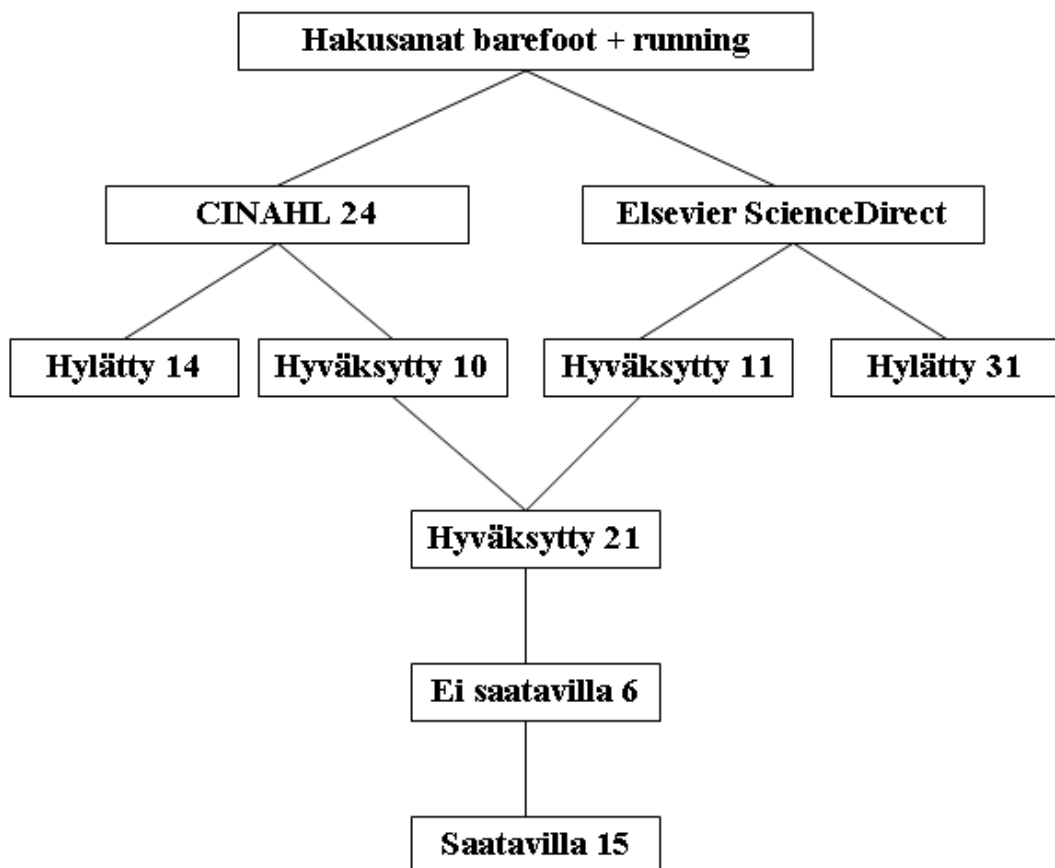 Hakusanat barefoot + running
CINAHL 24
Elsevier ScienceDirect
Hylätty 14
Hyväksytty 10
Hyväksytty 11
Hylätty 31
Hyväksytty 21
Ei saatavilla 6
Saatavilla 15